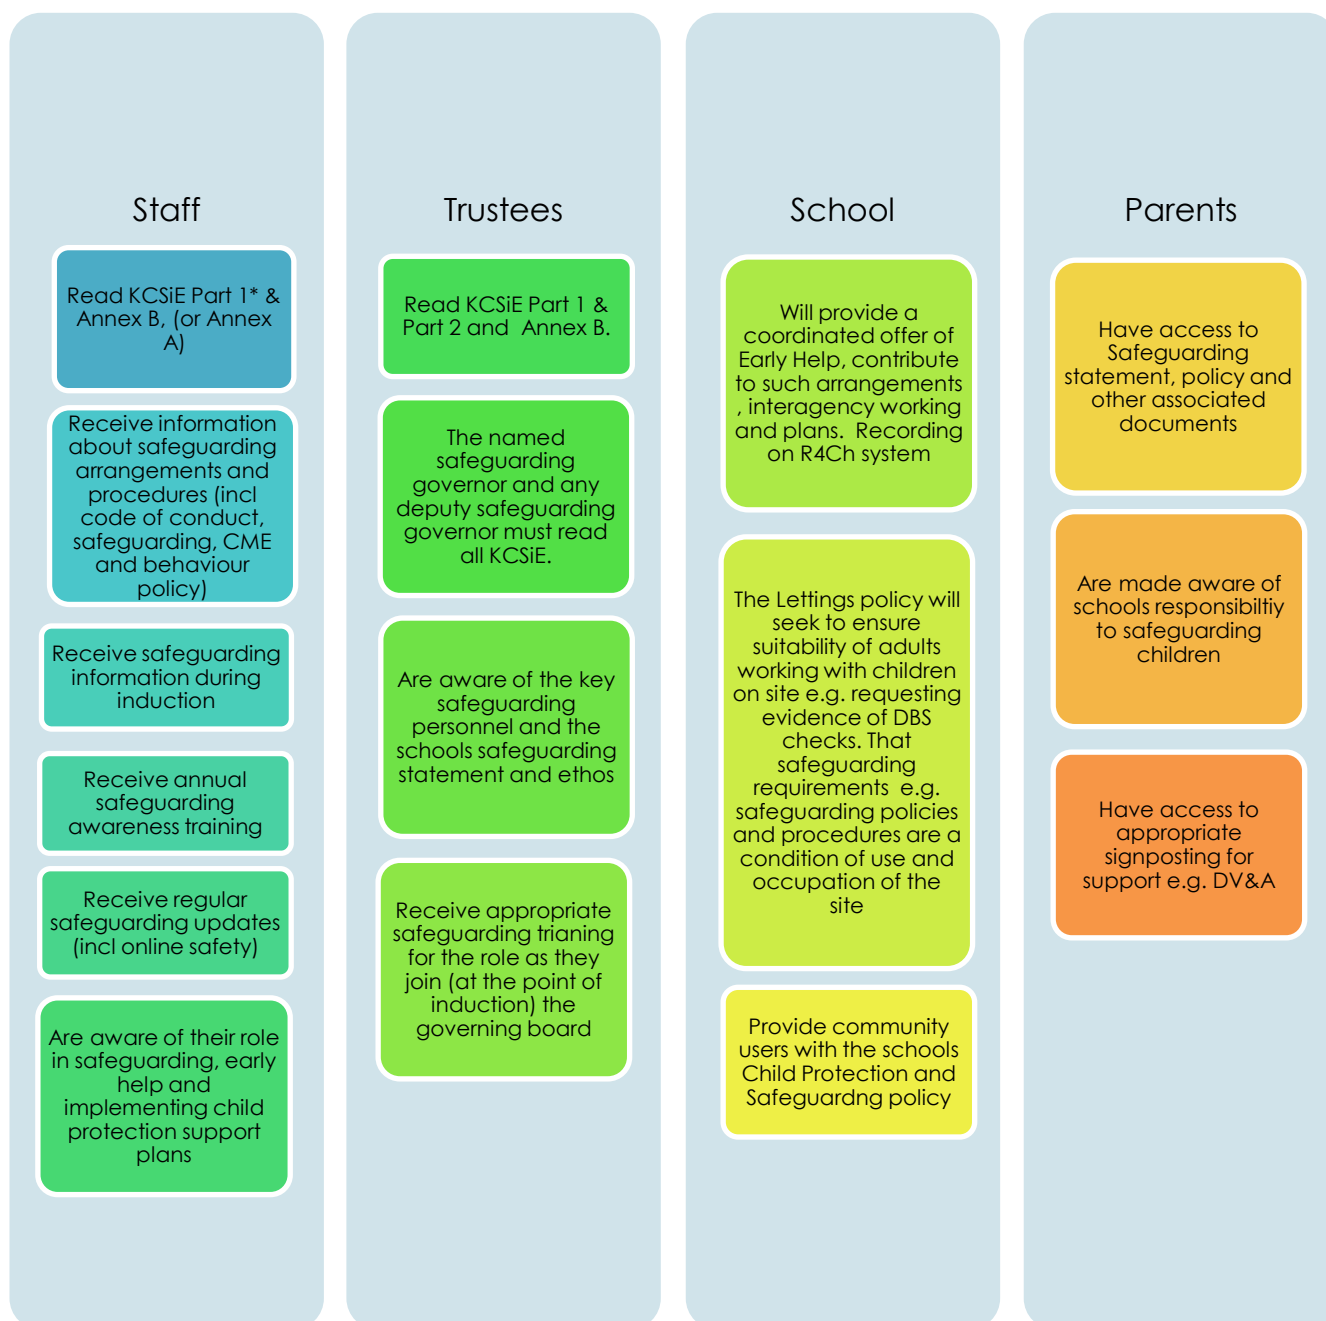 Staff
Read KCSiE Part 1* &
Annex B, (or Annex
A)
Receive information
about safeguarding
arrangements and
procedures (incl
code of conduct,
safeguarding, CME
and behaviour
policy)
Receive safeguarding
information during
induction
Receive annual
safeguarding
awareness training
Receive regular
safeguarding updates
(incl online safety)
Are aware of their role
in safeguarding, early
help and
implementing child
protection support
plans
Trustees
Read KCSiE Part 1 &
Part 2 and  Annex B.
The named
safeguarding
governor and any
deputy safeguarding
governor must read
all KCSiE.
Are aware of the key
safeguarding
personnel and the
schools safeguarding
statement and ethos
Receive appropriate
safeguarding trianing
for the role as they
join (at the point of
induction) the
governing board
School
Will provide a
coordinated offer of
Early Help, contribute
to such arrangements
, interagency working
and plans.  Recording
on R4Ch system
The Lettings policy will
seek to ensure
suitability of adults
working with children
on site e.g. requesting
evidence of DBS
checks. That
safeguarding
requirements  e.g.
safeguarding policies
and procedures are a
condition of use and
occupation of the
site
Provide community
users with the schools
Child Protection and
Safeguardng policy
Parents
Have access to
Safeguarding
statement, policy and
other associated
documents
Are made aware of
schools responsibiltiy
to safeguarding
children
Have access to
appropriate
signposting for
support e.g. DV&A